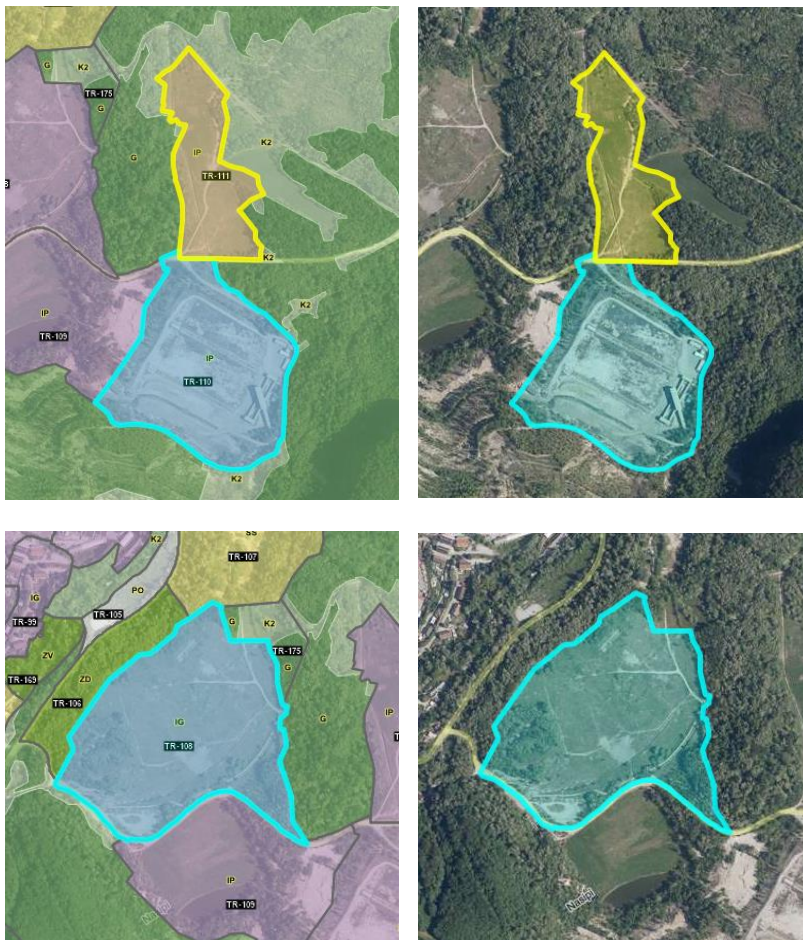 G
K2
TR-175
G
G
K2
IP
TR-111
K2
K2
IP
TR-109
IP
TR-110
K2
K2
SS
TR-107
IG
TR-99
PO
TR-105
ZV
TR-169
ZD
TR-106
G
K2
TR-175
G
G
IP
IG
TR-108
IP
TR-109
Nasipi